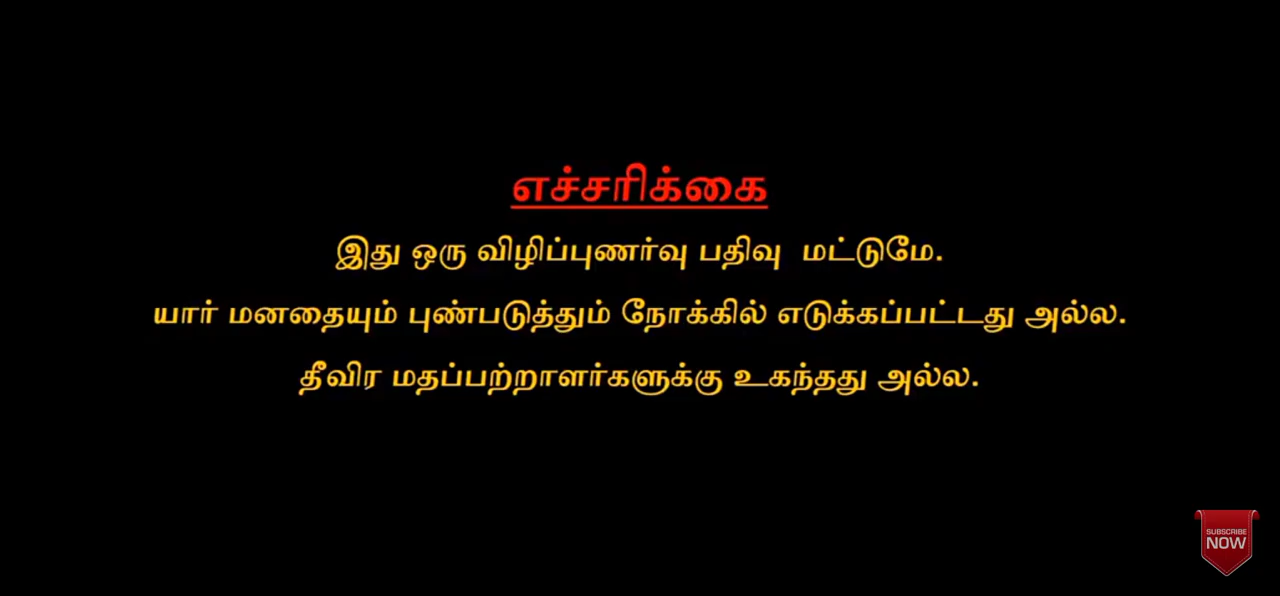 எச்சரிக்கை
இது ஒரு விழிப்புணர்வு பதிவு மட்டுமே.
யார் மனதையும் புண்படுத்தும் நோக்கில் எடுக்கப்பட்டது அல்ல.
தீவிர மதப்பற்றாளர்களுக்கு உகந்தது அல்ல.
SUBSCRIBE
NOW